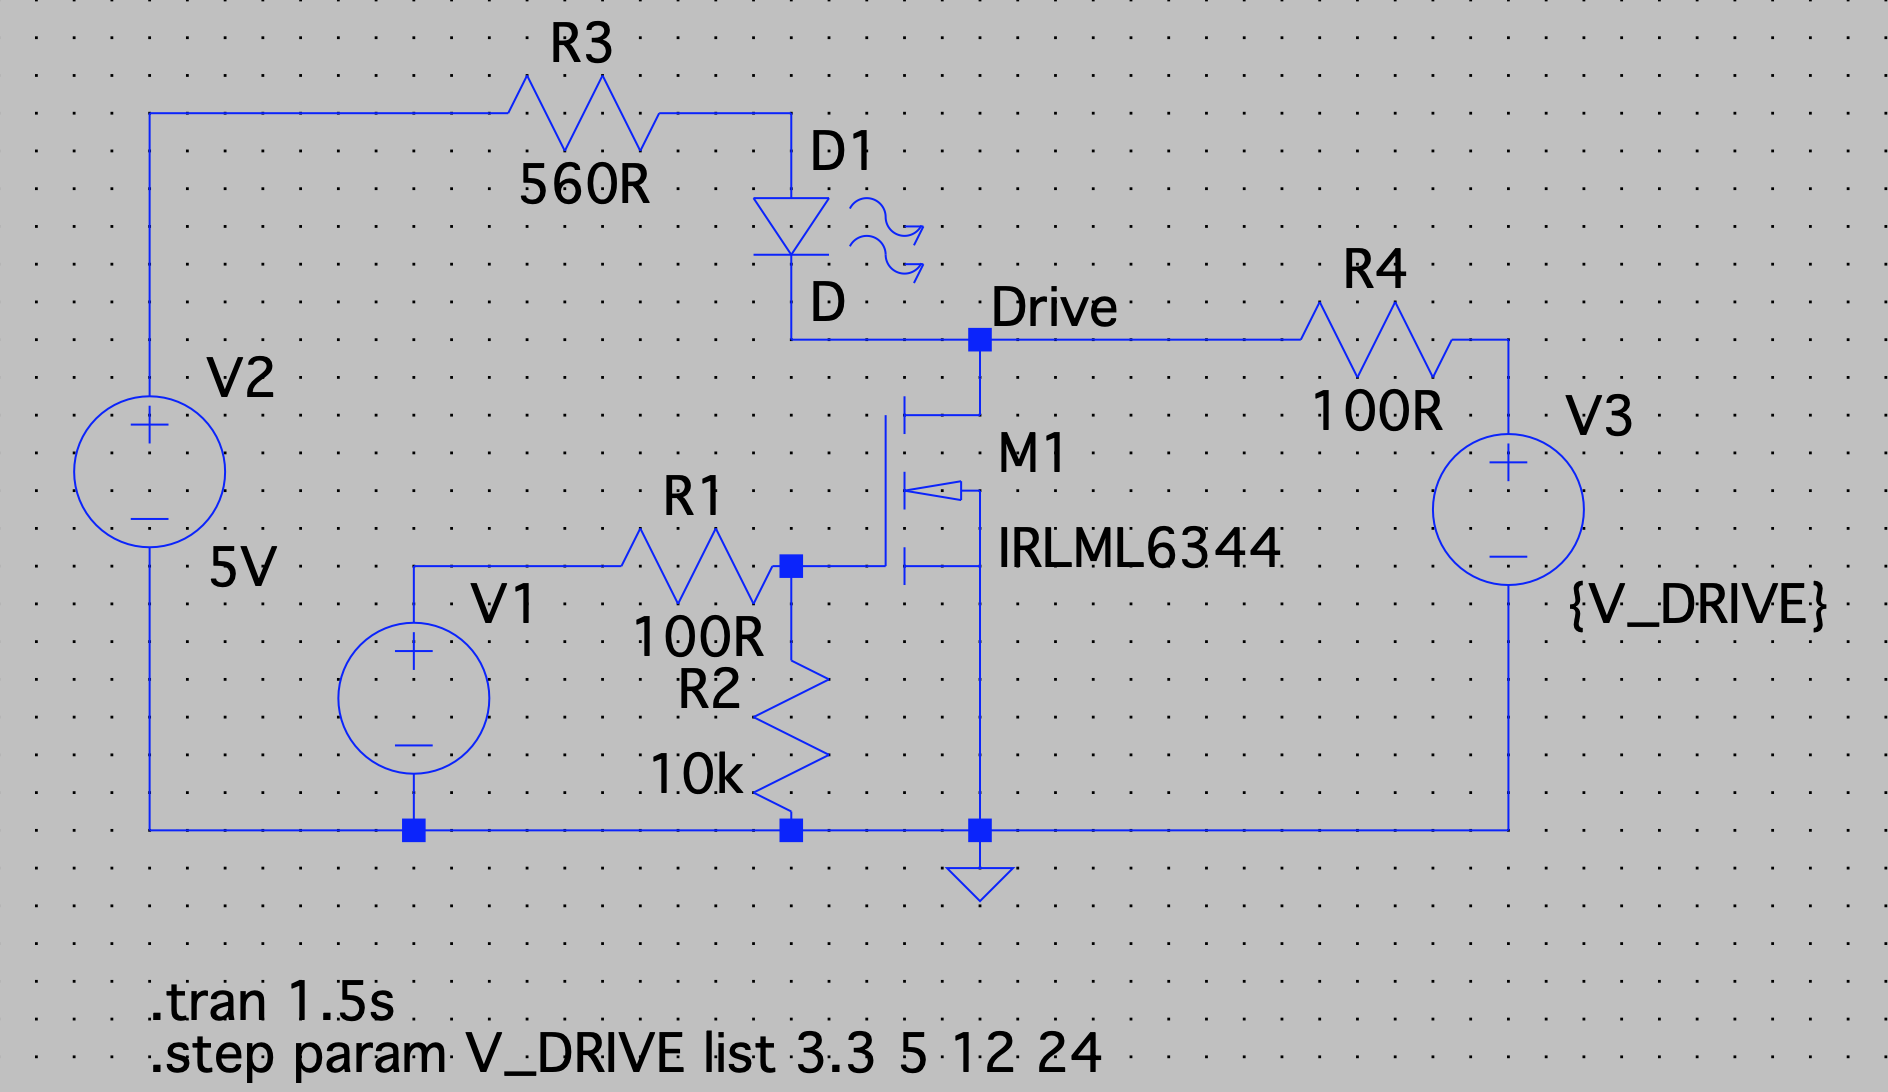 R3
560R
D1
D
Drive
R4
100R
V2
5V
V3
{V_DRIVE}
M1
IRLML6344
R1
100R
V1
R2
10k
.tran 1.5s
.step param V_DRIVE list 3.3 5 12 24